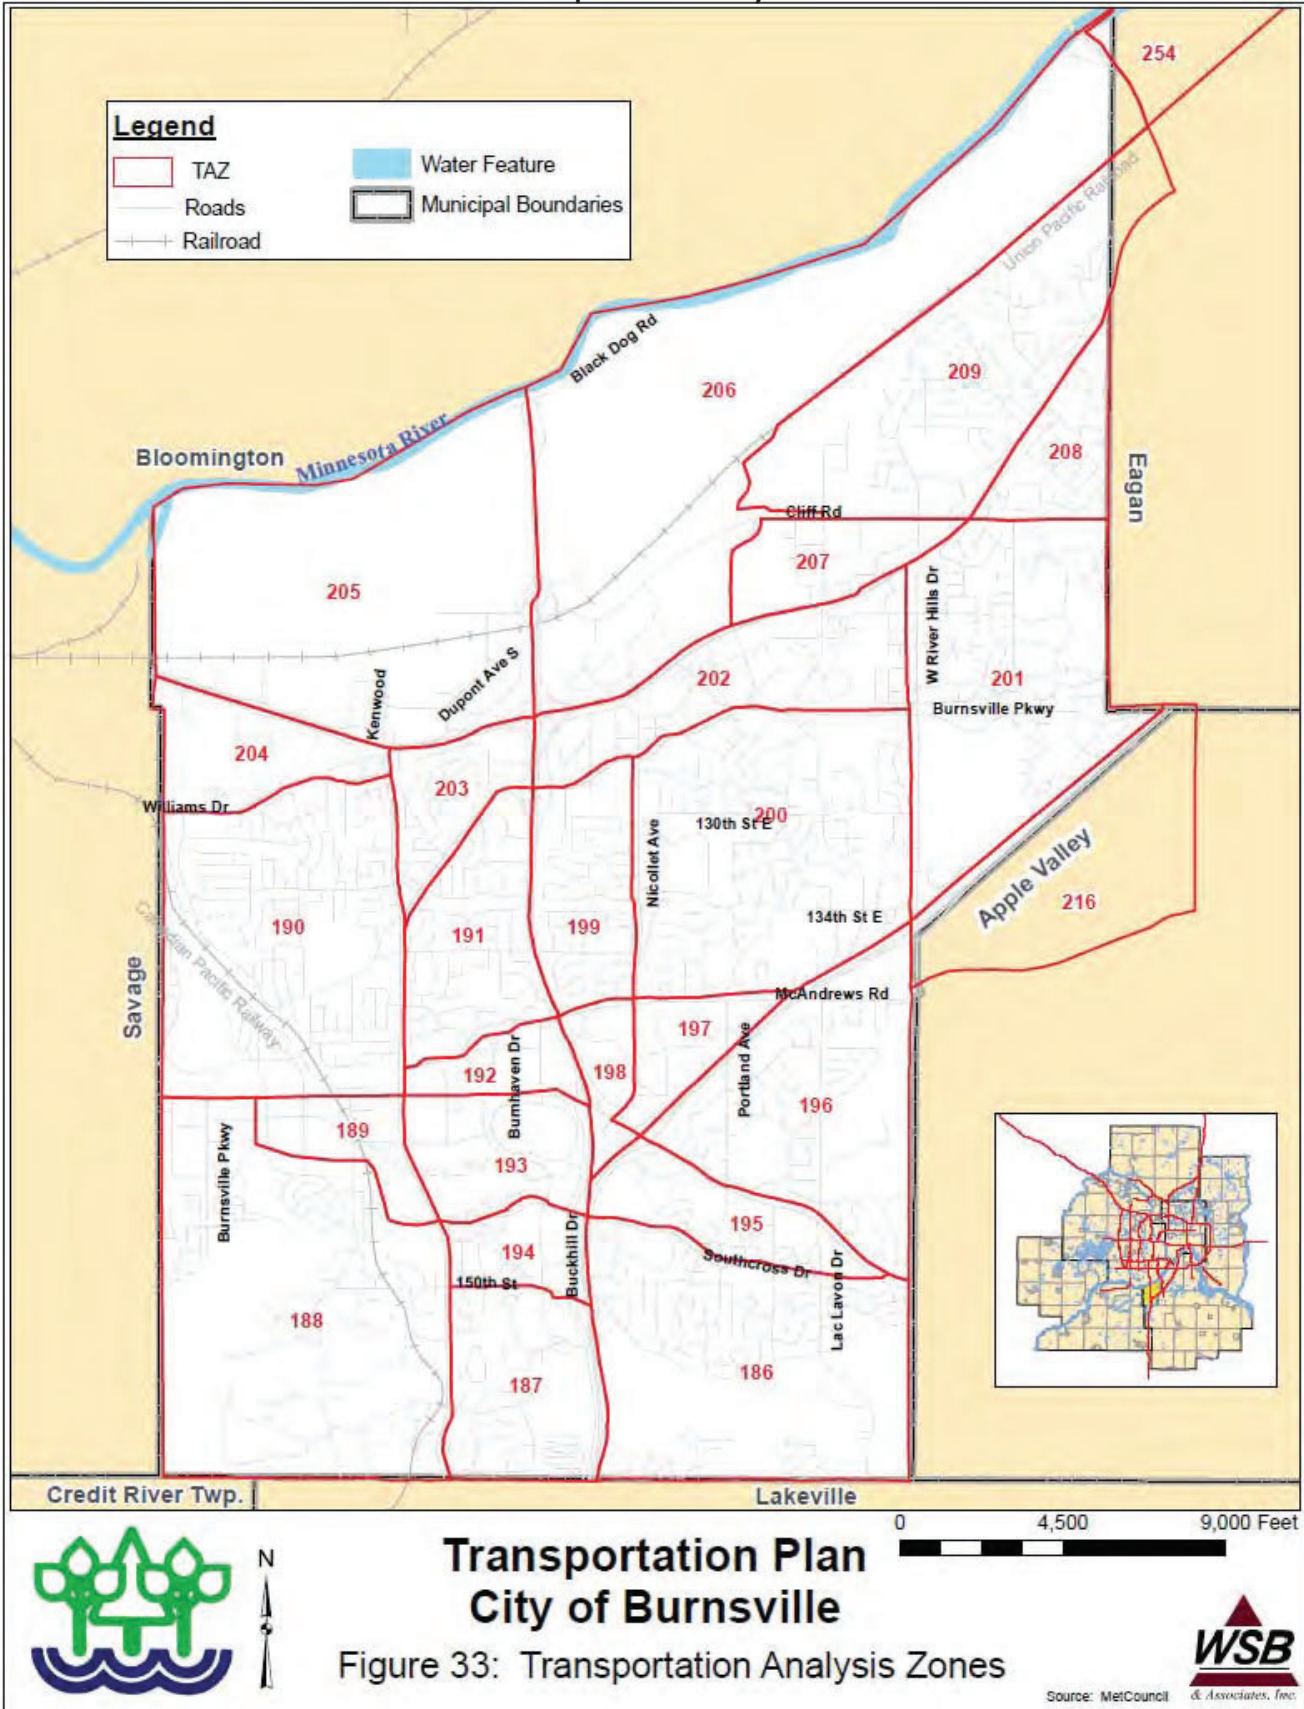 Legend
TAZ
Roads
Railroad
Water Feature
Municipal Boundaries
254
Union Pacific Railroad
Black Dog Rd
206
209
208
Bloomington
Minnesota River
Eagan
Cliff Rd
207
205
W River Hills Dr
Kenwood
Dupont Ave S
202
201
Burnsville Pkwy
204
203
Williams Dr
200
130th St E
Nicollet Ave
Apple Valley
216
134th St E
190
191
199
Canadian Pacific Railway
Savage
McAndrews Rd
197
Portland Ave
192
Burnhaven Dr
198
196
189
Burnsville Pkwy
193
195
194
Buckhill Dr
Southcross Dr
150th St
Lac Lavon Dr
188
187
186
Credit River Twp.
Lakeville
0 4,500 9,000 Feet
N
Transportation Plan
City of Burnsville
Figure 33: Transportation Analysis Zones
WSB
& Associates, Inc.
Source: MetCouncil